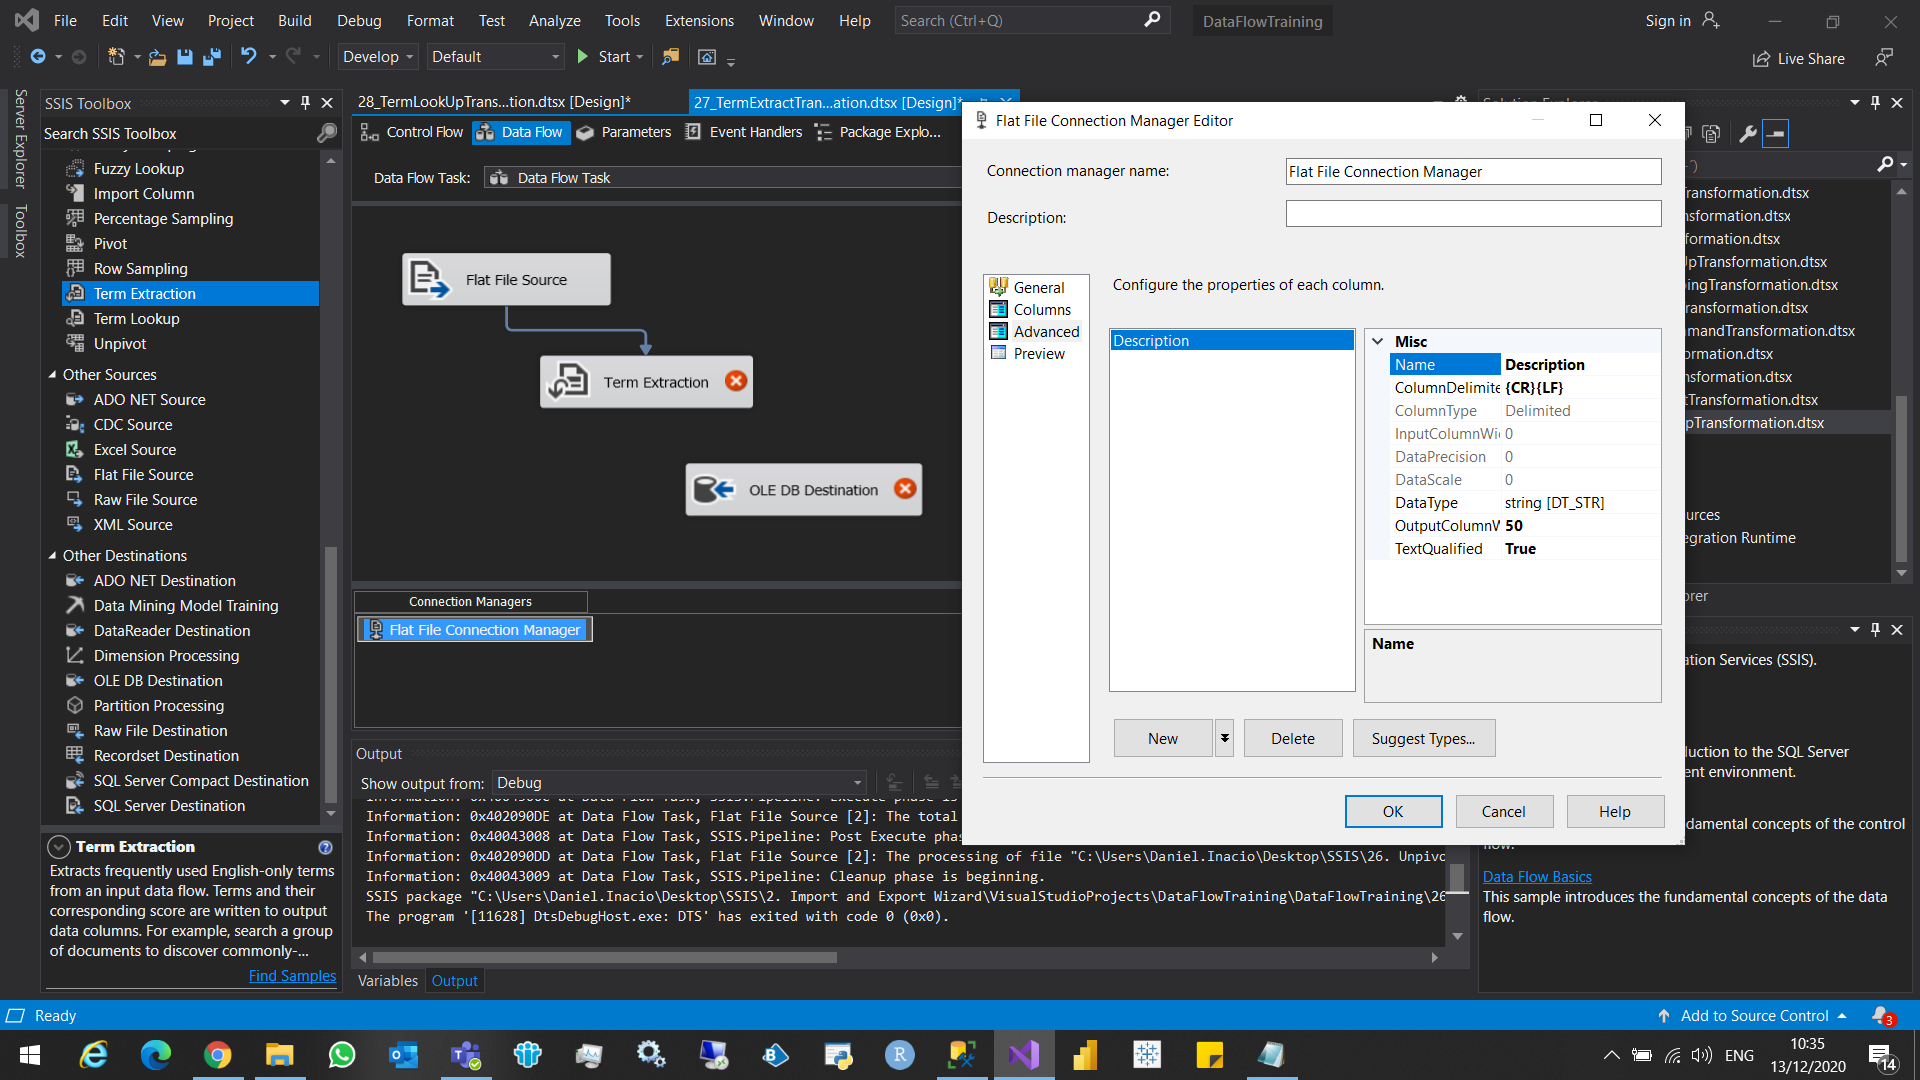 File Edit View Project Build Debug Format Test Analyze Tools Extensions Window Help Search (Ctrl+Q) DataFlowTraining Sign in
Develop Default Start Live Share
Server Explorer
Toolbox
SSIS Toolbox
Search SSIS Toolbox
Fuzzy Lookup
Import Column
Percentage Sampling
Pivot
Row Sampling
Term Extraction
Term Lookup
Unpivot
Other Sources
ADO NET Source
CDC Source
Excel Source
Flat File Source
Raw File Source
XML Source
Other Destinations
ADO NET Destination
Data Mining Model Training
DataReader Destination
Dimension Processing
OLE DB Destination
Partition Processing
Raw File Destination
Recordset Destination
SQL Server Compact Destination
SQL Server Destination
Term Extraction
Extracts frequently used English-only terms
from an input data flow. Terms and their
corresponding score are written to output
data columns. For example, search a group
of documents to discover commonly-...
Find Samples
28_TermLookUpTrans...tion.dtsx [Design]* 27_TermExtractTran...ation.dtsx [Design]*
Control Flow Data Flow Parameters Event Handlers Package Explo...
Data Flow Task: Data Flow Task
Flat File Source
Term Extraction
OLE DB Destination
Connection Managers
Flat File Connection Manager
Output
Show output from: Debug
Information: 0x402090DE at Data Flow Task, Flat File Source [2]: The total
Information: 0x40043008 at Data Flow Task, SSIS.Pipeline: Post Execute phas
Information: 0x402090DD at Data Flow Task, Flat File Source [2]: The processing of file "C:\Users\Daniel.Inacio\Desktop\SSIS\26. Unpivo
Information: 0x40043009 at Data Flow Task, SSIS.Pipeline: Cleanup phase is beginning.
SSIS package "C:\Users\Daniel.Inacio\Desktop\SSIS\2. Import and Export Wizard\VisualStudioProjects\DataFlowTraining\DataFlowTraining\26
The program '[11628] DtsDebugHost.exe: DTS' has exited with code 0 (0x0).
Variables Output
Flat File Connection Manager Editor
Connection manager name: Flat File Connection Manager
Description:
General
Columns
Advanced
Preview
Configure the properties of each column.
Description
Misc
Name Description
ColumnDelimite {CR}{LF}
ColumnType Delimited
InputColumnWi 0
DataPrecision 0
DataScale 0
DataType string [DT_STR]
OutputColumnW 50
TextQualified True
Name
New Delete Suggest Types...
OK Cancel Help
ransformation.dtsx
nsformation.dtsx
formation.dtsx
UpTransformation.dtsx
pingTransformation.dtsx
ransformation.dtsx
mandTransformation.dtsx
mation.dtsx
nsformation.dtsx
tTransformation.dtsx
pTransformation.dtsx
urces
egration Runtime
orer
ation Services (SSIS).
duction to the SQL Server
ent environment.
damental concepts of the control
flow.
Data Flow Basics
This sample introduces the fundamental concepts of the data
flow.
Ready Add to Source Control 3
ENG 10:35
13/12/2020 14